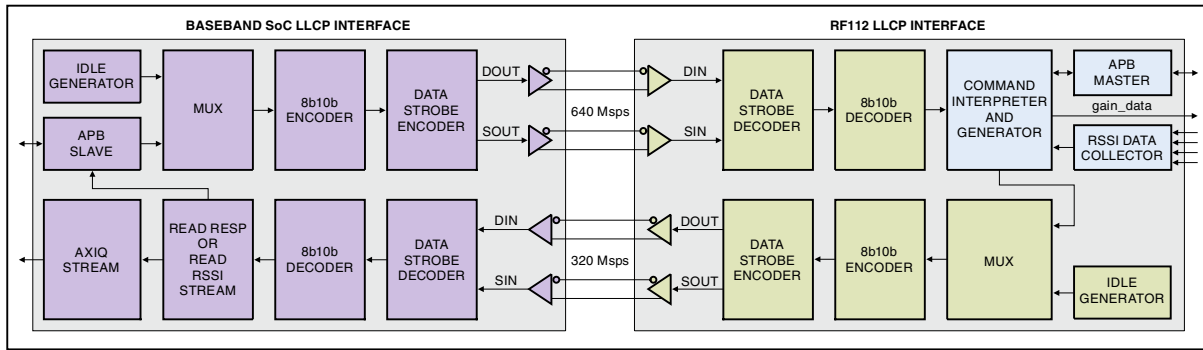 BASEBAND SoC LLCP INTERFACE
RF112 LLCP INTERFACE
IDLE
GENERATOR
MUX
8b10b
ENCODER
DATA
STROBE
ENCODER
DOUT
SOUT
APB
SLAVE
640 Msps
DIN
SIN
DATA
STROBE
DECODER
8b10b
DECODER
COMMAND
INTERPRETER
AND
GENERATOR
APB
MASTER
gain_data
RSSI DATA
COLLECTOR
AXIQ
STREAM
READ RESP
OR
READ
RSSI
STREAM
8b10b
DECODER
DATA
STROBE
DECODER
DIN
SIN
320 Msps
DOUT
SOUT
DATA
STROBE
ENCODER
8b10b
ENCODER
MUX
IDLE
GENERATOR